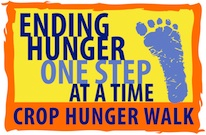 ENDING
HUNGER
ONE STEP
AT A TIME
CROP HUNGER WALK